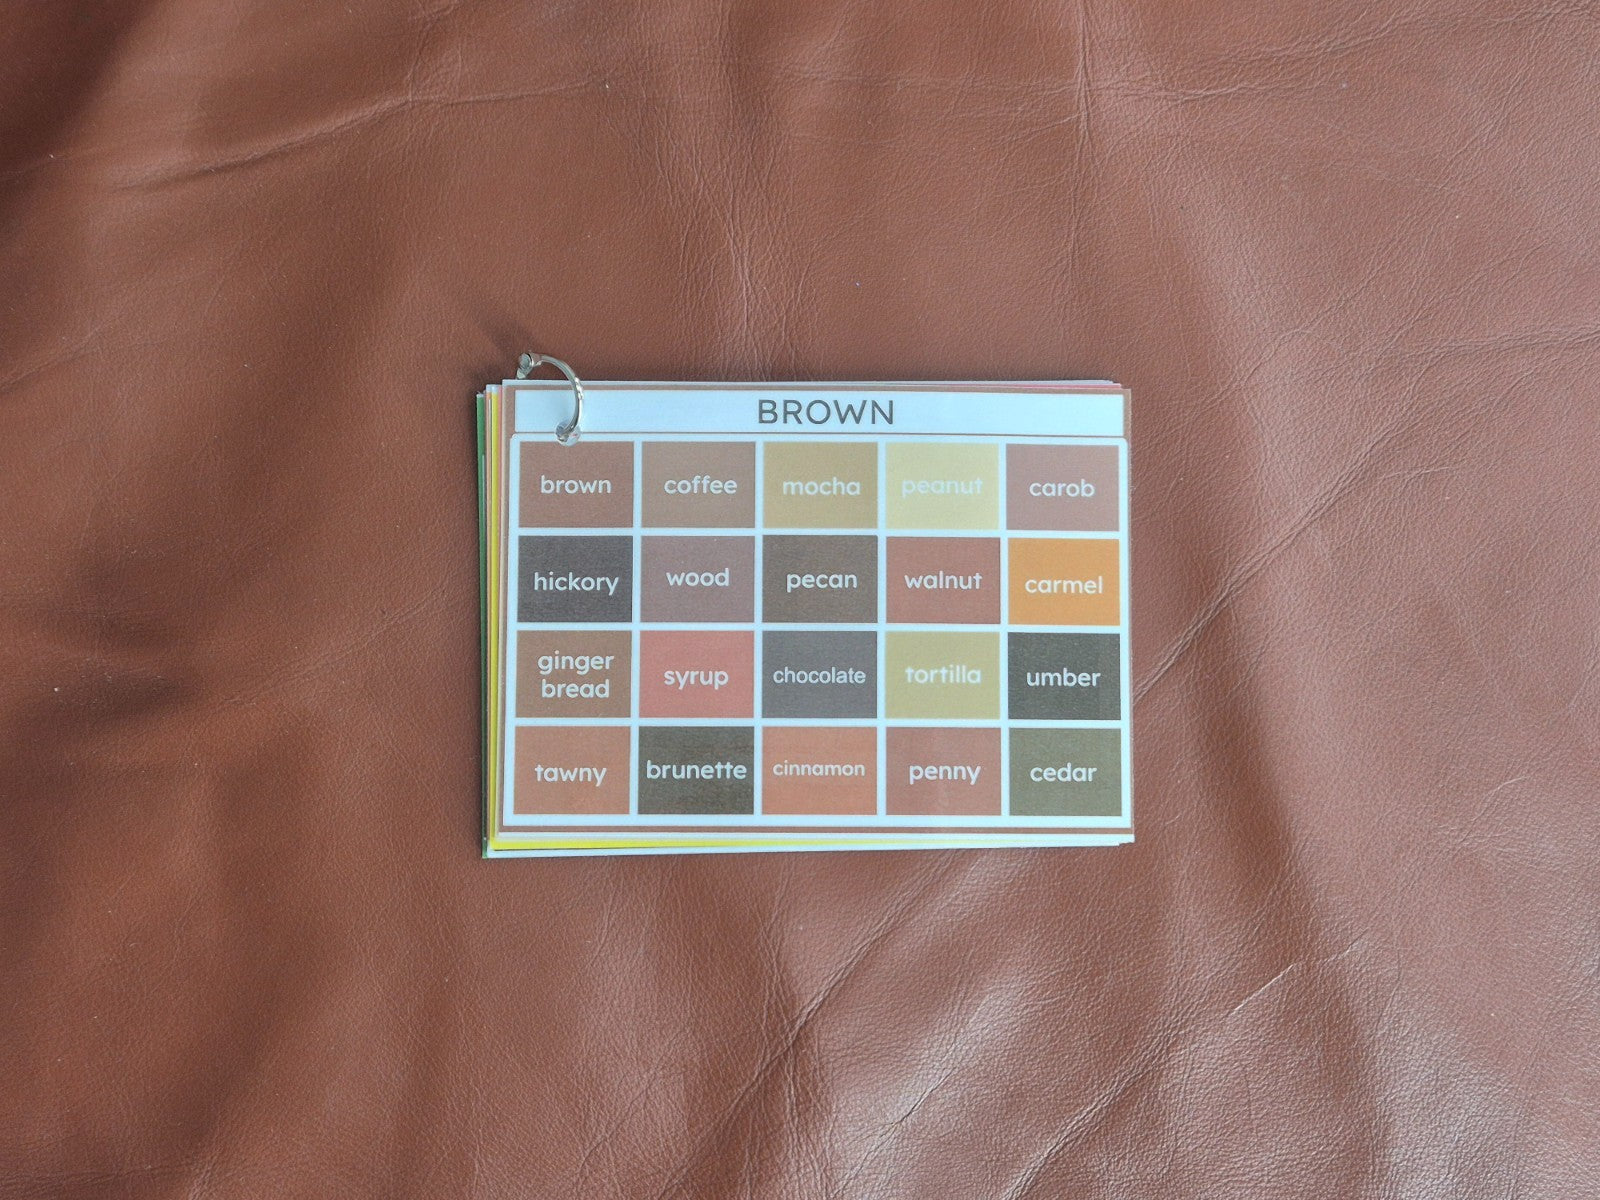 BROWN
brown coffee mocha peanut carob
hickory wood pecan walnut carmel
ginger
bread
syrup chocolate tortilla umber
tawny brunette cinnamon penny cedar